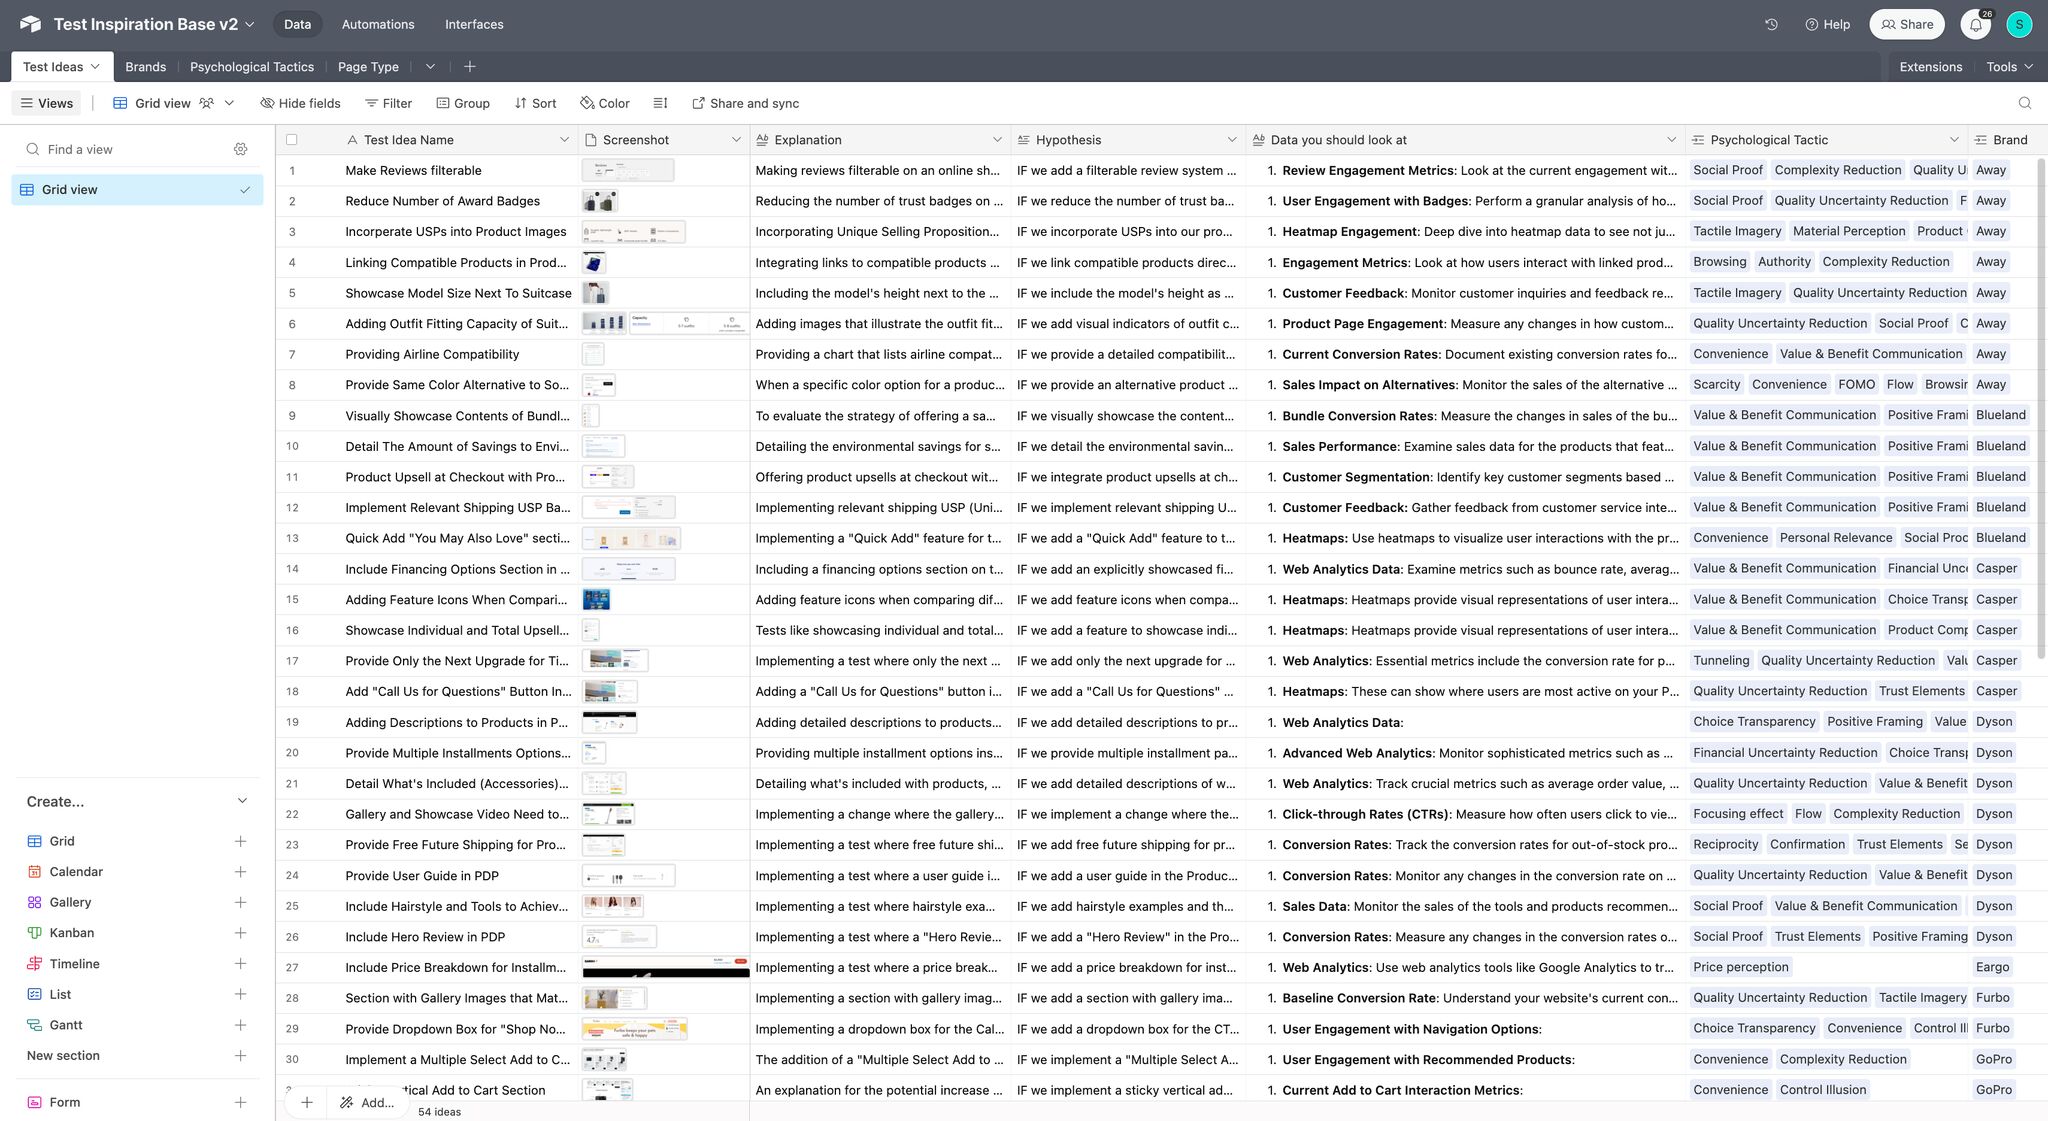 Test Inspiration Base v2
Data
Automations
Interfaces
Help
Share
26
S
Test Ideas
Brands
Psychological Tactics
Page Type
Extensions
Tools
Views
Grid view
Hide fields
Filter
Group
Sort
Color
Share and sync
Find a view
Grid view
Create...
Grid
Calendar
Gallery
Kanban
Timeline
List
Gantt
New section
Form
Test Idea Name Screenshot Explanation Hypothesis Data you should look at Psychological Tactic Brand
1 Make Reviews filterable Making reviews filterable on an online sh... IF we add a filterable review system ... 1. Review Engagement Metrics: Look at the current engagement wit... Social Proof Complexity Reduction Quality U Away
2 Reduce Number of Award Badges Reducing the number of trust badges on ... IF we reduce the number of trust ba... 1. User Engagement with Badges: Perform a granular analysis of ho... Social Proof Quality Uncertainty Reduction F Away
3 Incorperate USPs into Product Images Incorporating Unique Selling Proposition... IF we incorporate USPs into our pro... 1. Heatmap Engagement: Deep dive into heatmap data to see not ju... Tactile Imagery Material Perception Product Away
4 Linking Compatible Products in Prod... Integrating links to compatible products ... IF we link compatible products direc... 1. Engagement Metrics: Look at how users interact with linked prod... Browsing Authority Complexity Reduction Away
5 Showcase Model Size Next To Suitcase Including the model's height next to the ... IF we include the model's height as ... 1. Customer Feedback: Monitor customer inquiries and feedback re... Tactile Imagery Quality Uncertainty Reduction Away
6 Adding Outfit Fitting Capacity of Suit... Capacity Adding images that illustrate the outfit fit... IF we add visual indicators of outfit c... 1. Product Page Engagement: Measure any changes in how custom... Quality Uncertainty Reduction Social Proof C Away
7 Providing Airline Compatibility Providing a chart that lists airline compat... IF we provide a detailed compatibilit... 1. Current Conversion Rates: Document existing conversion rates fo... Convenience Value & Benefit Communication Away
8 Provide Same Color Alternative to So... When a specific color option for a produc... IF we provide an alternative product ... 1. Sales Impact on Alternatives: Monitor the sales of the alternative ... Scarcity Convenience FOMO Flow Browsin Away
9 Visually Showcase Contents of Bundl... To evaluate the strategy of offering a sa... IF we visually showcase the content... 1. Bundle Conversion Rates: Measure the changes in sales of the bu... Value & Benefit Communication Positive Frami Blueland
10 Detail The Amount of Savings to Envi... Detailing the environmental savings for s... IF we detail the environmental savin... 1. Sales Performance: Examine sales data for the products that feat... Value & Benefit Communication Positive Frami Blueland
11 Product Upsell at Checkout with Pro... Offering product upsells at checkout wit... IF we integrate product upsells at ch... 1. Customer Segmentation: Identify key customer segments based ... Value & Benefit Communication Positive Frami Blueland
12 Implement Relevant Shipping USP Ba... Implementing relevant shipping USP (Uni... IF we implement relevant shipping U... 1. Customer Feedback: Gather feedback from customer service inte... Value & Benefit Communication Positive Frami Blueland
13 Quick Add "You May Also Love" secti... Implementing a "Quick Add" feature for t... IF we add a "Quick Add" feature to t... 1. Heatmaps: Use heatmaps to visualize user interactions with the pr... Convenience Personal Relevance Social Proo Blueland
14 Include Financing Options Section in ... Including a financing options section on t... IF we add an explicitly showcased fi... 1. Web Analytics Data: Examine metrics such as bounce rate, averag... Value & Benefit Communication Financial Unce Casper
15 Adding Feature Icons When Compari... Adding feature icons when comparing dif... IF we add feature icons when compa... 1. Heatmaps: Heatmaps provide visual representations of user intera... Value & Benefit Communication Choice Transp Casper
16 Showcase Individual and Total Upsell... Tests like showcasing individual and total... IF we add a feature to showcase indi... 1. Heatmaps: Heatmaps provide visual representations of user intera... Value & Benefit Communication Product Comp Casper
17 Provide Only the Next Upgrade for Ti... Implementing a test where only the next ... IF we add only the next upgrade for ... 1. Web Analytics: Essential metrics include the conversion rate for p... Tunneling Quality Uncertainty Reduction Valu Casper
18 Add "Call Us for Questions" Button In... Adding a "Call Us for Questions" button i... IF we add a "Call Us for Questions" ... 1. Heatmaps: These can show where users are most active on your P... Quality Uncertainty Reduction Trust Elements Casper
19 Adding Descriptions to Products in P... Adding detailed descriptions to products... IF we add detailed descriptions to pr... 1. Web Analytics Data: Choice Transparency Positive Framing Value Dyson
20 Provide Multiple Installments Options... Providing multiple installment options ins... IF we provide multiple installment pa... 1. Advanced Web Analytics: Monitor sophisticated metrics such as ... Financial Uncertainty Reduction Choice Transp Dyson
21 Detail What's Included (Accessories)... Detailing what's included with products, ... IF we add detailed descriptions of w... 1. Web Analytics: Track crucial metrics such as average order value, ... Quality Uncertainty Reduction Value & Benefit Dyson
22 Gallery and Showcase Video Need to... Implementing a change where the gallery... IF we implement a change where the... 1. Click-through Rates (CTRs): Measure how often users click to vie... Focusing effect Flow Complexity Reduction Dyson
23 Provide Free Future Shipping for Pro... Implementing a test where free future shi... IF we add free future shipping for pr... 1. Conversion Rates: Track the conversion rates for out-of-stock pro... Reciprocity Confirmation Trust Elements Se Dyson
24 Provide User Guide in PDP Implementing a test where a user guide i... IF we add a user guide in the Produc... 1. Conversion Rates: Monitor any changes in the conversion rate on ... Quality Uncertainty Reduction Value & Benefit Dyson
25 Include Hairstyle and Tools to Achiev... Implementing a test where hairstyle exa... IF we add hairstyle examples and th... 1. Sales Data: Monitor the sales of the tools and products recommen... Social Proof Value & Benefit Communication Dyson
26 Include Hero Review in PDP 4.7 Implementing a test where a "Hero Revie... IF we add a "Hero Review" in the Pro... 1. Conversion Rates: Measure any changes in the conversion rates o... Social Proof Trust Elements Positive Framing Dyson
27 Include Price Breakdown for Installm... Implementing a test where a price break... IF we add a price breakdown for inst... 1. Web Analytics: Use web analytics tools like Google Analytics to tr... Price perception Eargo
28 Section with Gallery Images that Mat... Implementing a section with gallery imag... IF we add a section with gallery ima... 1. Baseline Conversion Rate: Understand your website's current con... Quality Uncertainty Reduction Tactile Imagery Furbo
29 Provide Dropdown Box for "Shop No... Furbo keeps your pets safe & happy Implementing a dropdown box for the Cal... IF we add a dropdown box for the CT... 1. User Engagement with Navigation Options: Choice Transparency Convenience Control Ill Furbo
30 Implement a Multiple Select Add to C... The addition of a "Multiple Select Add to ... IF we implement a "Multiple Select A... 1. User Engagement with Recommended Products: Convenience Complexity Reduction GoPro
rtical Add to Cart Section An explanation for the potential increase ... IF we implement a sticky vertical ad... 1. Current Add to Cart Interaction Metrics: Convenience Control Illusion GoPro
Add...
54 ideas